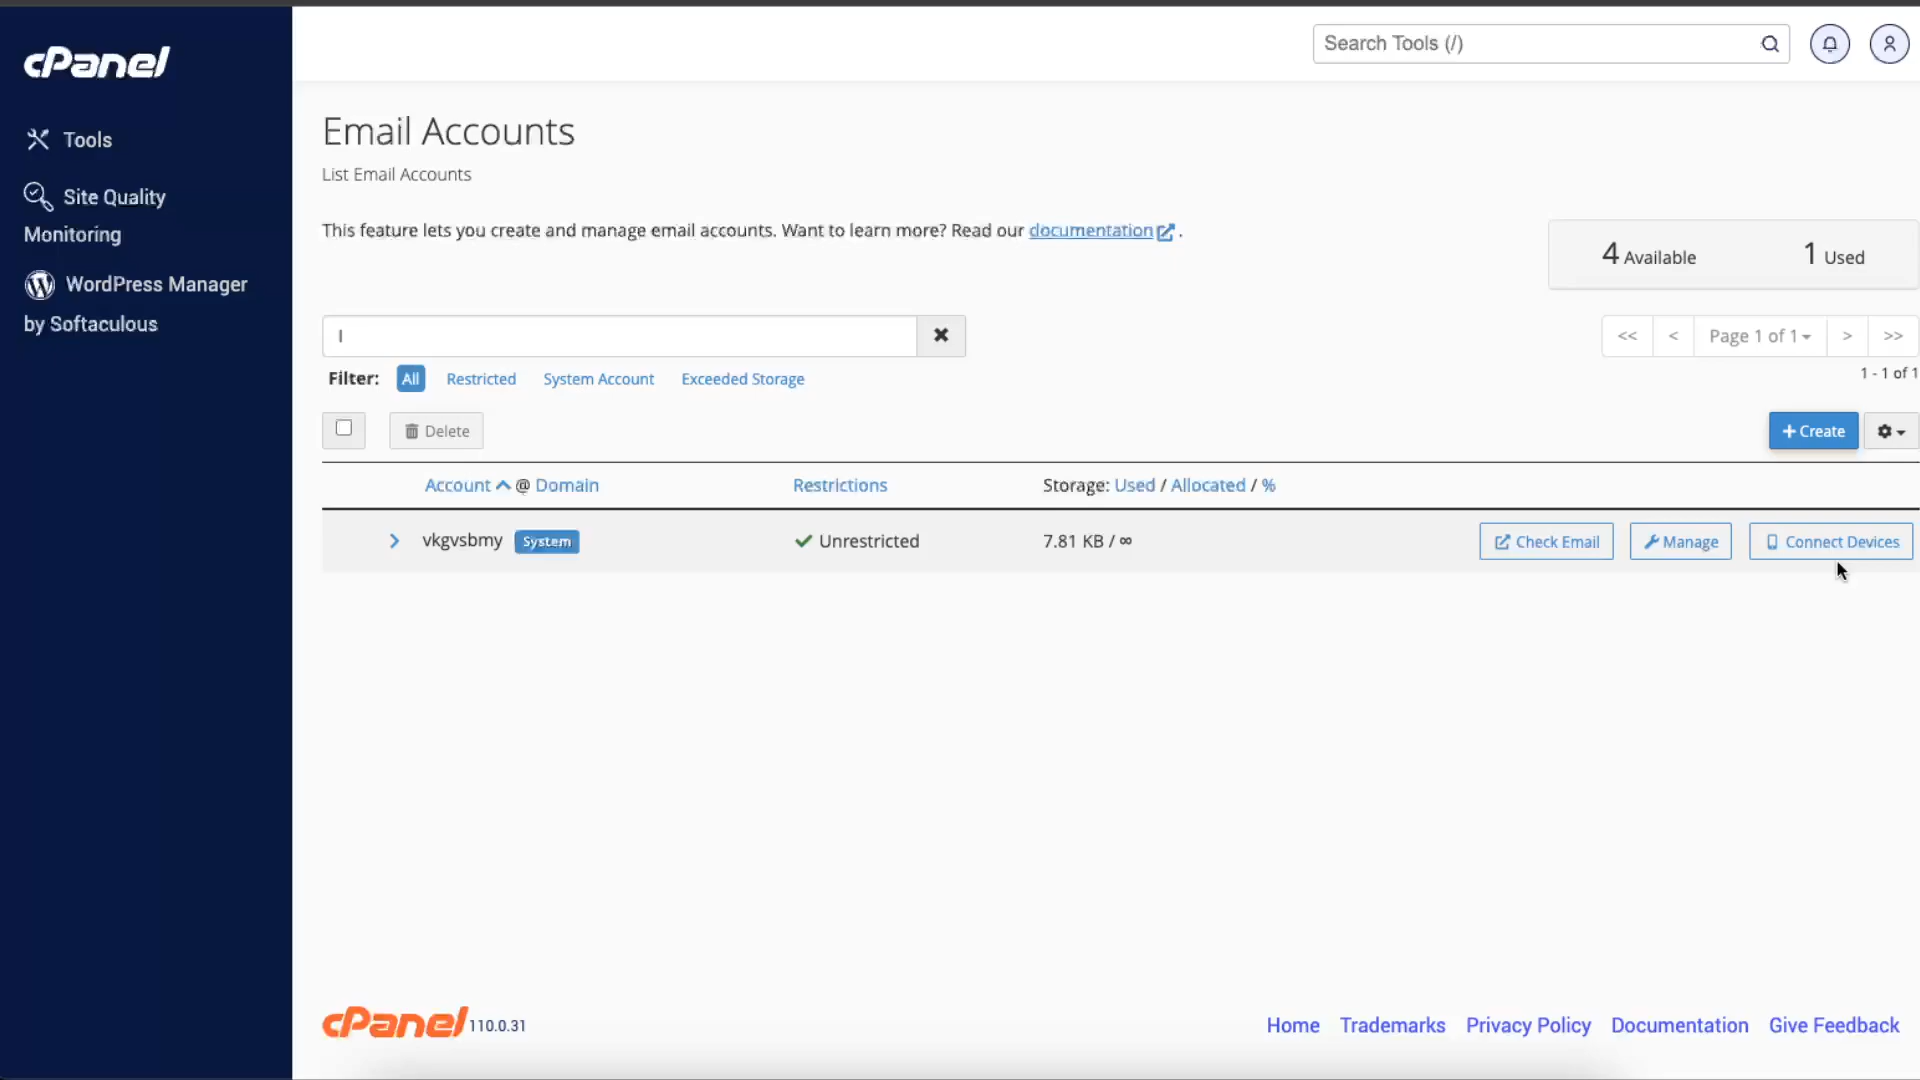 cPanel
Tools
Site Quality
Monitoring
WordPress Manager
by Softaculous
Search Tools (/)
Email Accounts
List Email Accounts
This feature lets you create and manage email accounts. Want to learn more? Read our documentation .
4 Available 1 Used
<< < Page 1 of 1 > >>
Filter: All Restricted System Account Exceeded Storage
1 - 1 of 1
Delete
+ Create
Account @ Domain Restrictions Storage: Used / Allocated / %
vkgvsbmy System Unrestricted 7.81 KB / ∞ Check Email Manage Connect Devices
cPanel 110.0.31
Home Trademarks Privacy Policy Documentation Give Feedback